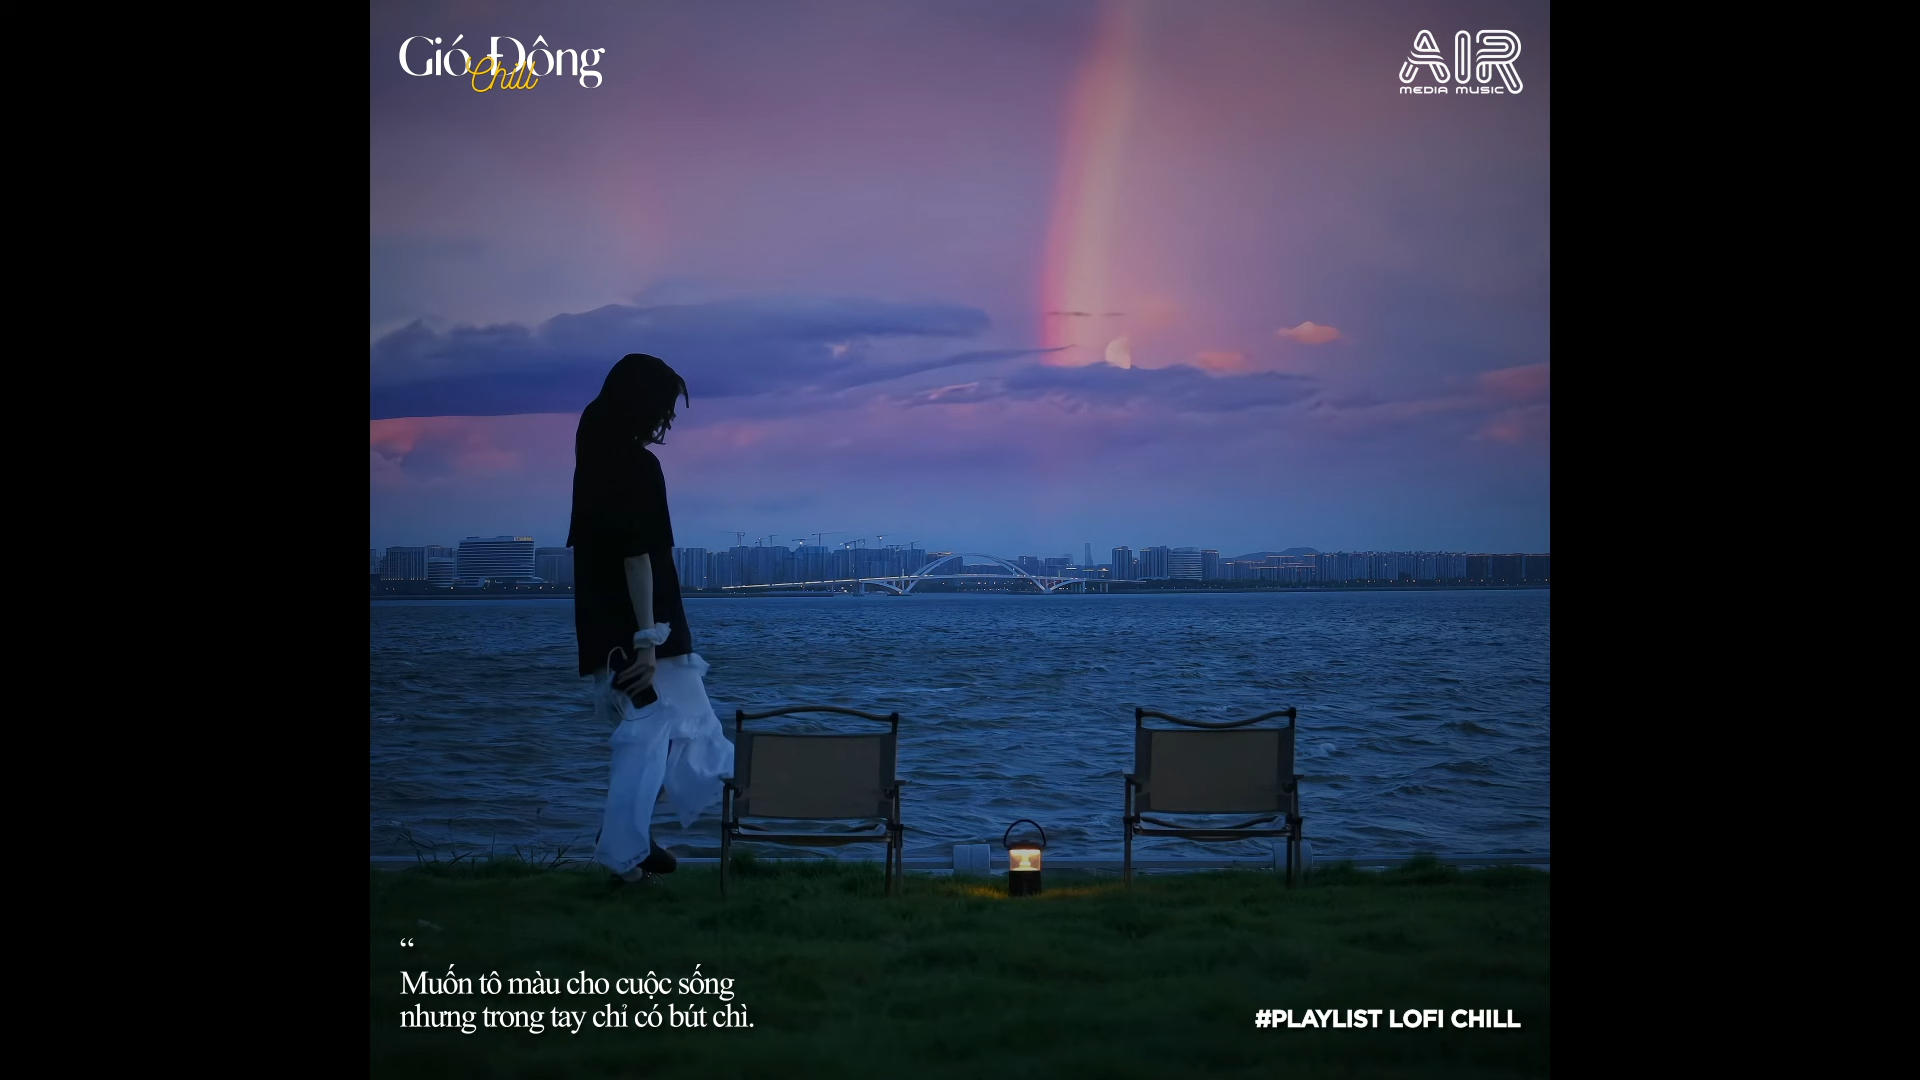 Gió Đông
Chill
AIR
MEDIA MUSIC
“
Muốn tô màu cho cuộc sống
nhưng trong tay chỉ có bút chì.
#PLAYLIST LOFI CHILL